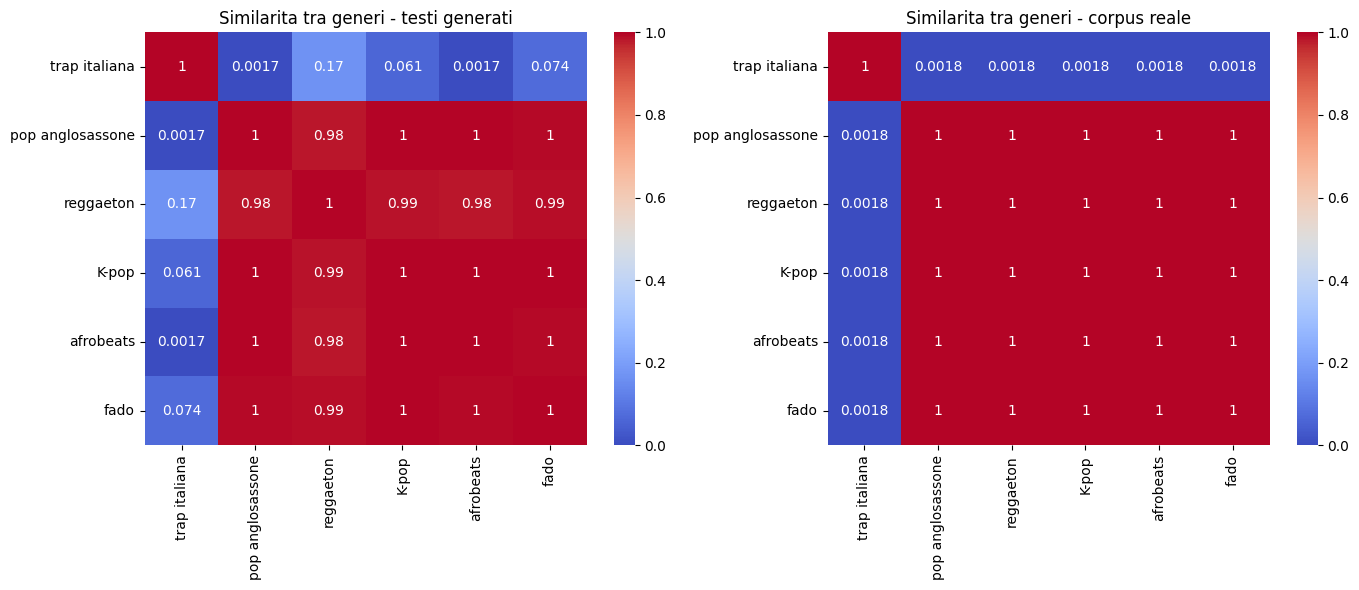 Similarita tra generi - testi generati
trap italiana 1 0.0017 0.17 0.061 0.0017 0.074
pop anglosassone 0.0017 1 0.98 1 1 1
reggaeton 0.17 0.98 1 0.99 0.98 0.99
K-pop 0.061 1 0.99 1 1 1
afrobeats 0.0017 1 0.98 1 1 1
fado 0.074 1 0.99 1 1 1
trap italiana
pop anglosassone
reggaeton
K-pop
afrobeats
fado
1.0
0.8
0.6
0.4
0.2
0.0
Similarita tra generi - corpus reale
trap italiana 1 0.0018 0.0018 0.0018 0.0018 0.0018
pop anglosassone 0.0018 1 1 1 1 1
reggaeton 0.0018 1 1 1 1 1
K-pop 0.0018 1 1 1 1 1
afrobeats 0.0018 1 1 1 1 1
fado 0.0018 1 1 1 1 1
trap italiana
pop anglosassone
reggaeton
K-pop
afrobeats
fado
1.0
0.8
0.6
0.4
0.2
0.0